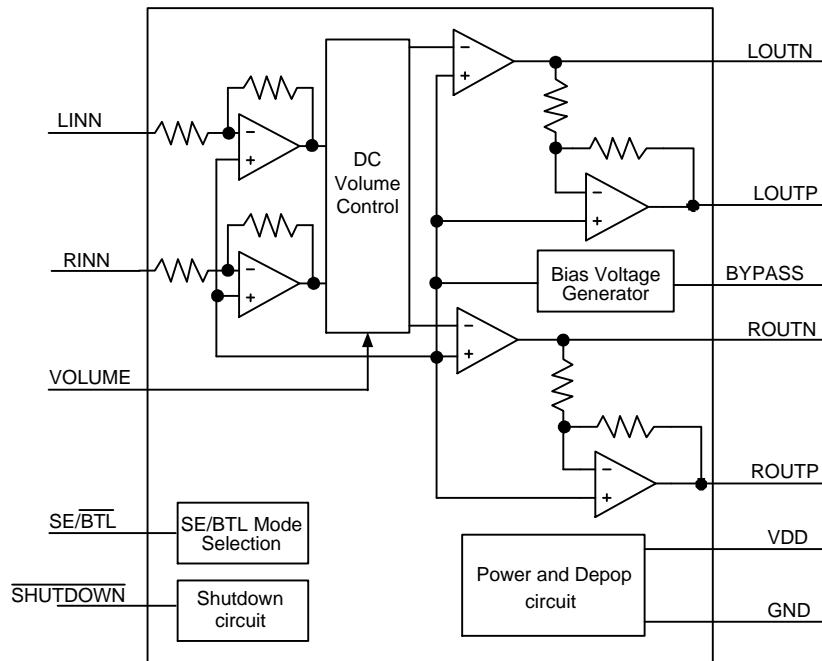 LOUTN
LINN
DC
Volume
Control
LOUTP
RINN
Bias Voltage
Generator
BYPASS
ROUTN
VOLUME
ROUTP
SE/BTL
SE/BTL Mode
Selection
VDD
Power and Depop
circuit
SHUTDOWN
Shutdown
circuit
GND